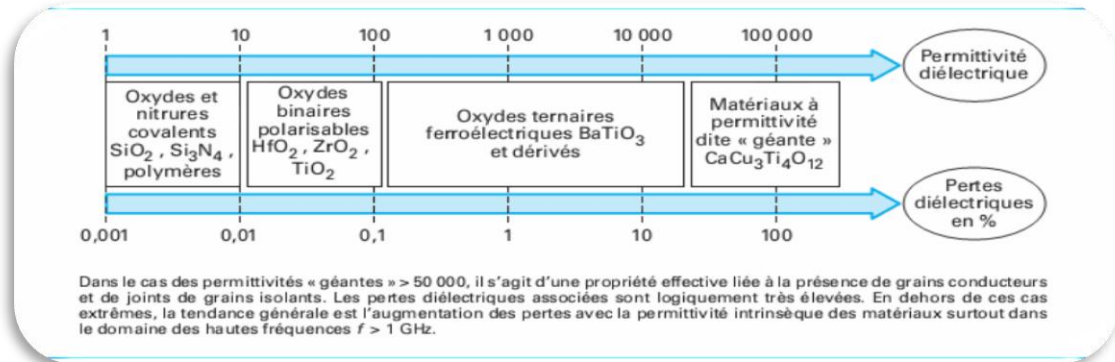 1 10 100 1 000 10 000 100 000
Permittivité
diélectrique
Oxydes et
nitrures
covalents
SiO2 , Si3N4 ,
polymères
Oxydes
binaires
polarisables
HfO2 , ZrO2 ,
TiO2
Oxydes ternaires
ferroélectriques BaTiO3
et dérivés
Matériaux à
permittivité
dite « géante »
CaCu3Ti4O12
Pertes
diélectriques
en %
0,001 0,01 0,1 1 10 100
Dans le cas des permittivités « géantes » > 50 000, il s’agit d’une propriété effective liée à la présence de grains conducteurs
et de joints de grains isolants. Les pertes diélectriques associées sont logiquement très élevées. En dehors de ces cas
extrêmes, la tendance générale est l’augmentation des pertes avec la permittivité intrinsèque des matériaux surtout dans
le domaine des hautes fréquences f > 1 GHz.